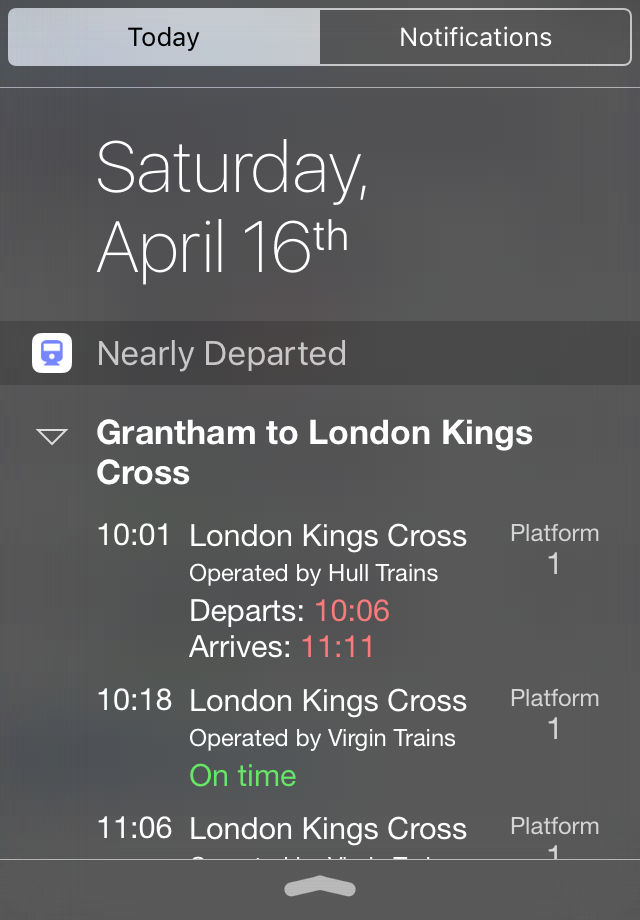 Today
Notifications
Saturday,
April 16th
Nearly Departed
Grantham to London Kings
Cross
10:01 London Kings Cross Platform
Operated by Hull Trains 1
Departs: 10:06
Arrives: 11:11
10:18 London Kings Cross Platform
Operated by Virgin Trains 1
On time
11:06 London Kings Cross Platform